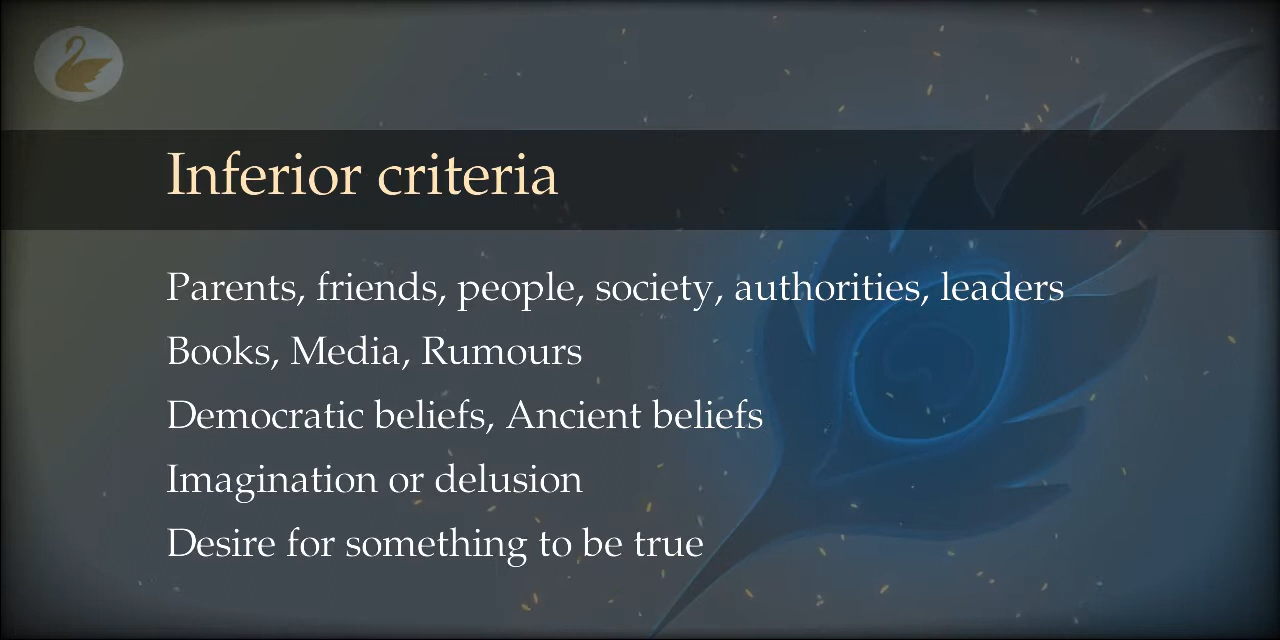 Inferior criteria
Parents, friends, people, society, authorities, leaders
Books, Media, Rumours
Democratic beliefs, Ancient beliefs
Imagination or delusion
Desire for something to be true